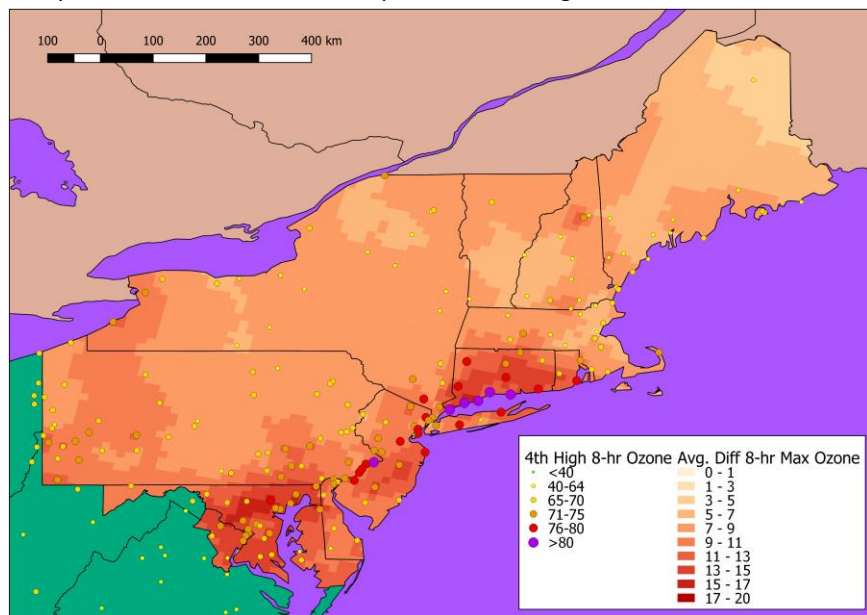 100 0 100 200 300 400 km
4th High 8-hr Ozone
<40
40-64
65-70
71-75
76-80
>80
Avg. Diff 8-hr Max Ozone
0 - 1
1 - 3
3 - 5
5 - 7
7 - 9
9 - 11
11 - 13
13 - 15
15 - 17
17 - 20